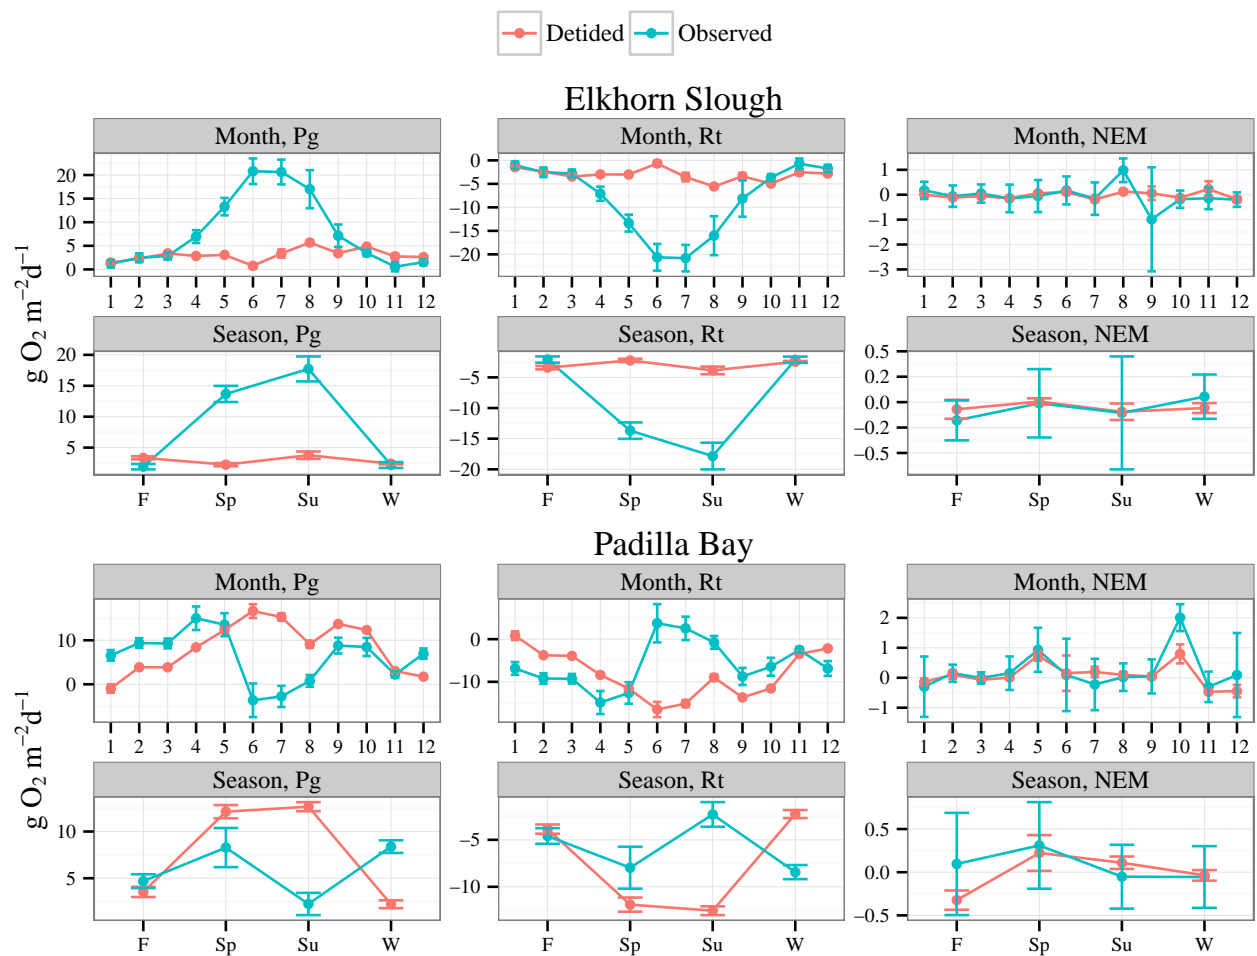 Detided Observed
Elkhorn Slough
g O₂ m⁻²d⁻¹
Month, Pg
20
15
10
5
0
1 2 3 4 5 6 7 8 9 10 11 12
Month, Rt
0
−5
−10
−15
−20
1 2 3 4 5 6 7 8 9 10 11 12
Month, NEM
1
0
−1
−2
−3
1 2 3 4 5 6 7 8 9 10 11 12
Season, Pg
20
15
10
5
F Sp Su W
Season, Rt
−5
−10
−15
−20
F Sp Su W
Season, NEM
0.5
0.2
0.0
−0.2
−0.5
F Sp Su W
Padilla Bay
g O₂ m⁻²d⁻¹
Month, Pg
10
0
1 2 3 4 5 6 7 8 9 10 11 12
Month, Rt
0
−10
1 2 3 4 5 6 7 8 9 10 11 12
Month, NEM
2
1
0
−1
1 2 3 4 5 6 7 8 9 10 11 12
Season, Pg
10
5
F Sp Su W
Season, Rt
−5
−10
F Sp Su W
Season, NEM
0.5
0.0
−0.5
F Sp Su W